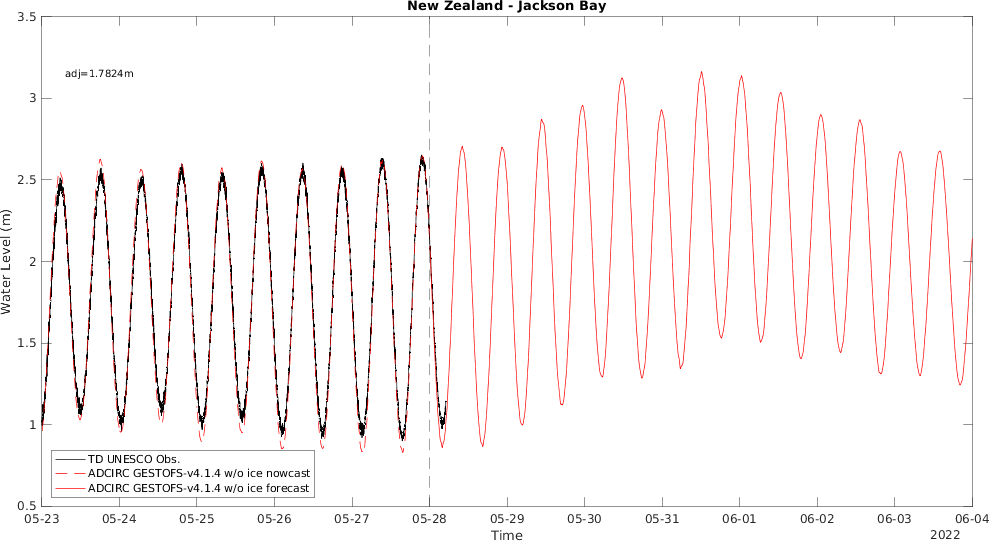 New Zealand - Jackson Bay
adj=1.7824m
Water Level (m)
3.5
3
2.5
2
1.5
1
0.5
TD UNESCO Obs.
ADCIRC GESTOFS-v4.1.4 w/o ice nowcast
ADCIRC GESTOFS-v4.1.4 w/o ice forecast
05-23 05-24 05-25 05-26 05-27 05-28 05-29 05-30 05-31 06-01 06-02 06-03 06-04
Time
2022